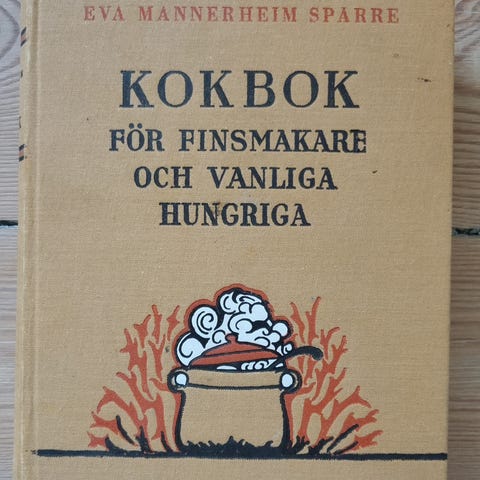 EVA MANNERHEIM SPARRE
KOKBOK
FÖR FINSMAKARE
OCH VANLIGA
HUNGRIGA